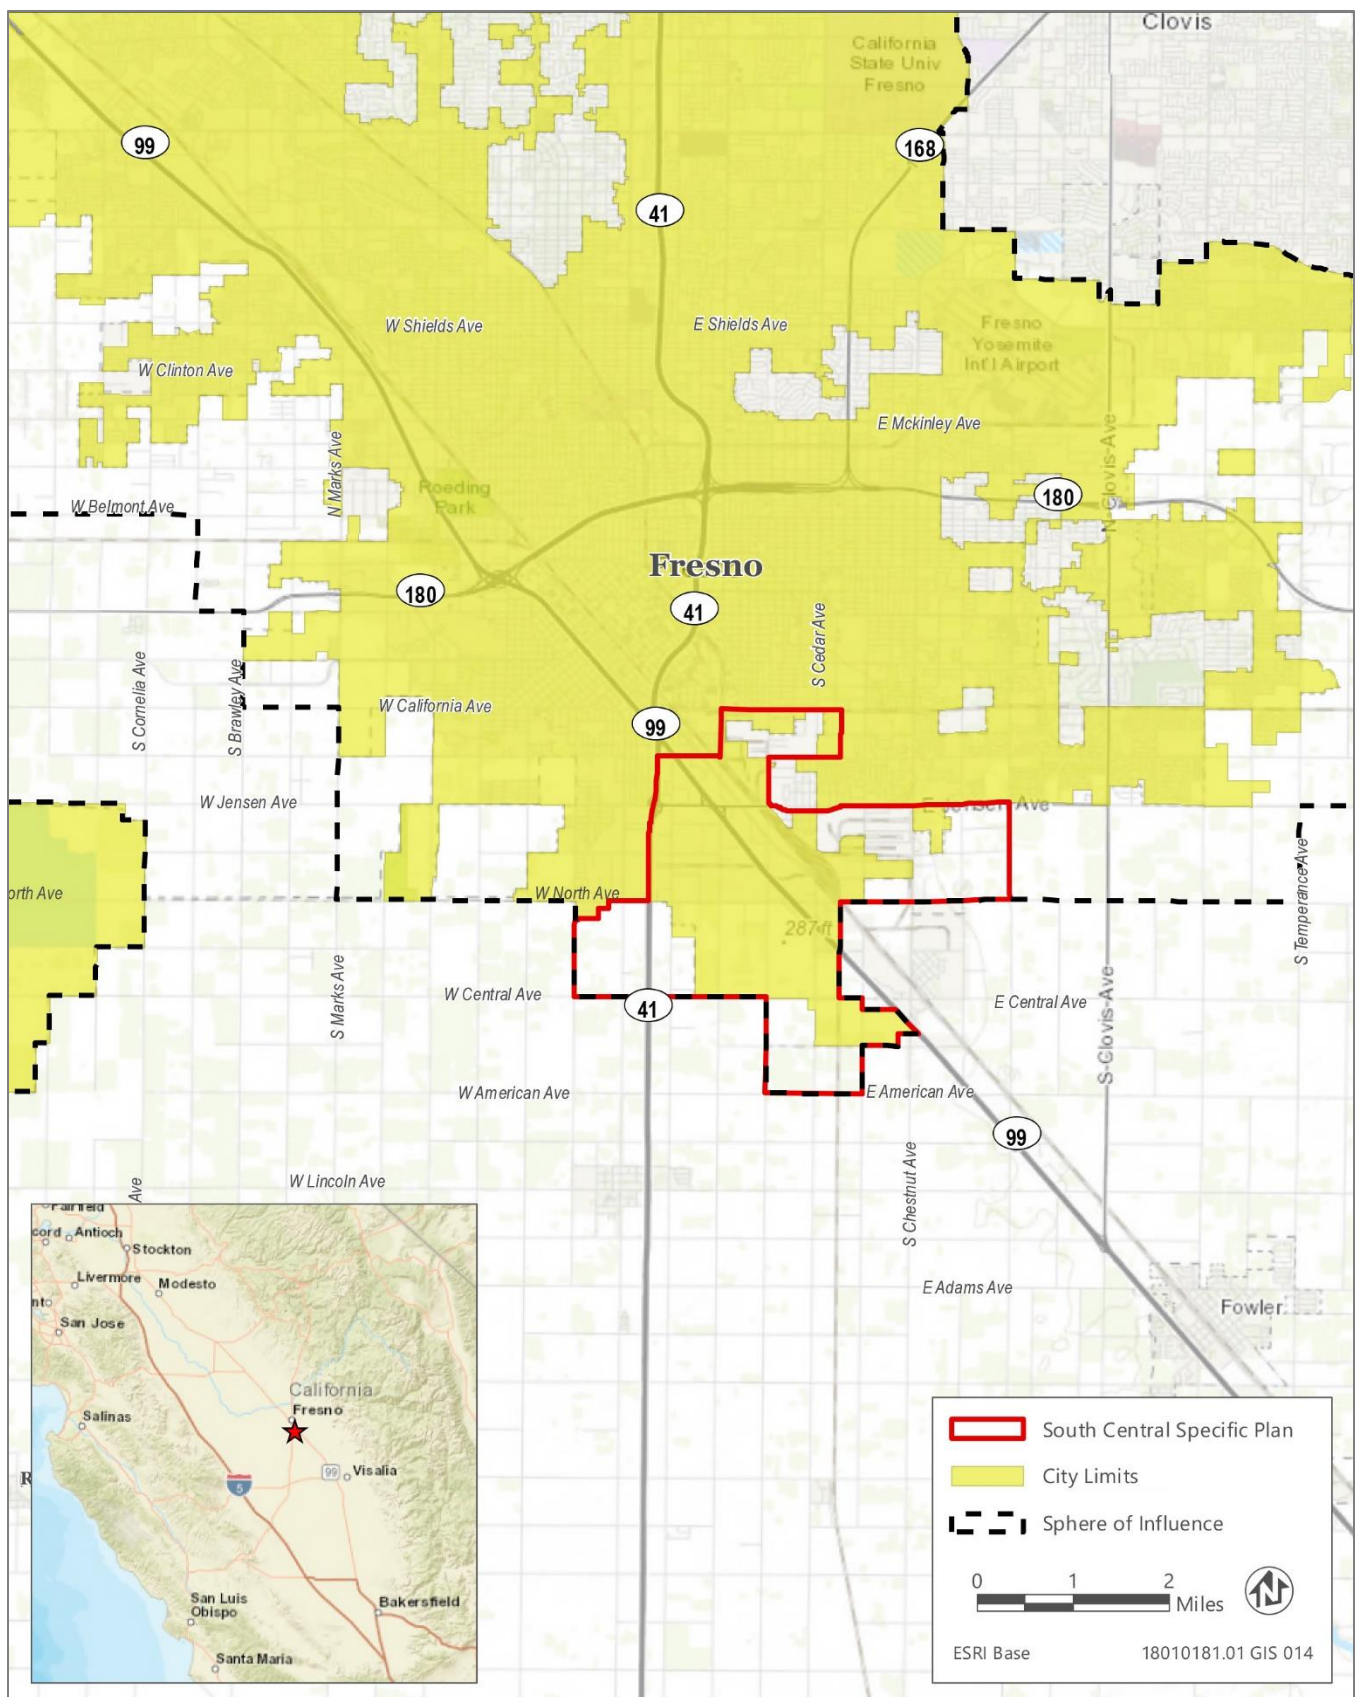 Clovis
California
State Univ
Fresno
99
168
41
W Shields Ave
E Shields Ave
Fresno
Yosemite
Int'l Airport
W Clinton Ave
E Mckinley Ave
N Marks Ave
N-Clovis-Ave
Roeding
Park
180
W Belmont Ave
Fresno
180
41
S Cedar Ave
S Cornelia Ave
S Brawley Ave
W California Ave
99
W Jensen Ave
E Jensen Ave
orth Ave
W North Ave
S Temperance Ave
287 ft
S Marks Ave
W Central Ave
41
E Central Ave
S-Clovis-Ave
W American Ave
E American Ave
99
S Chestnut Ave
W Lincoln Ave
Ave
E Adams Ave
Fowler
R
Fairfield
cord
Antioch
Stockton
Livermore
Modesto
nt
San Jose
California
Fresno
Salinas
99
Visalia
5
San Luis
Obispo
Bakersfield
Santa Maria
South Central Specific Plan
City Limits
Sphere of Influence
0 1 2
Miles
N
ESRI Base 18010181.01 GIS 014